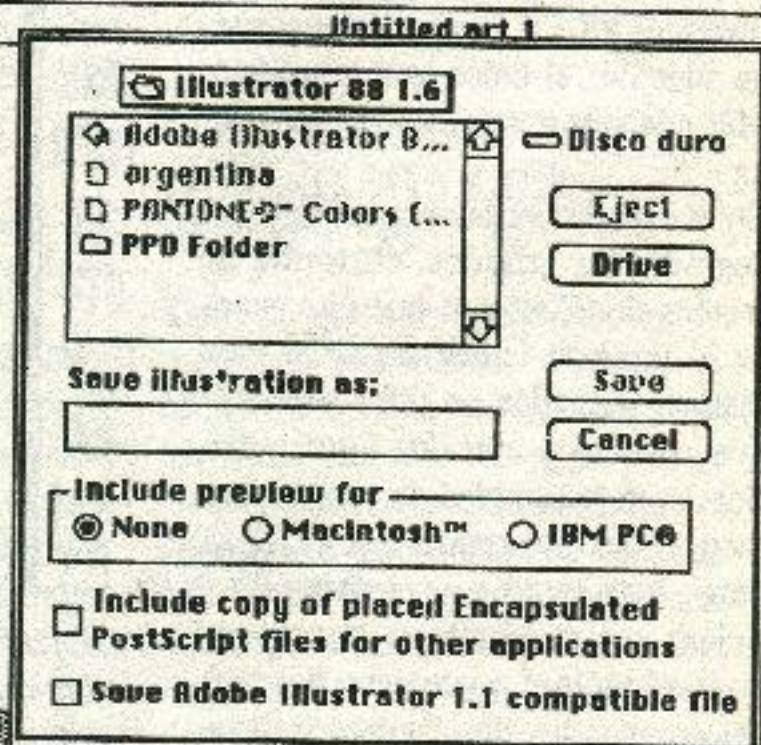 Untitled art 1
Illustrator 88 1.6
Adobe Illustrator 8...
argentina
PANTONE®™ Colors (...
PPD Folder
Disco duro
Eject
Drive
Save illustration as:
Save
Cancel
Include preview for
None Macintosh™ IBM PC®
Include copy of placed Encapsulated
PostScript files for other applications
Save Adobe Illustrator 1.1 compatible file